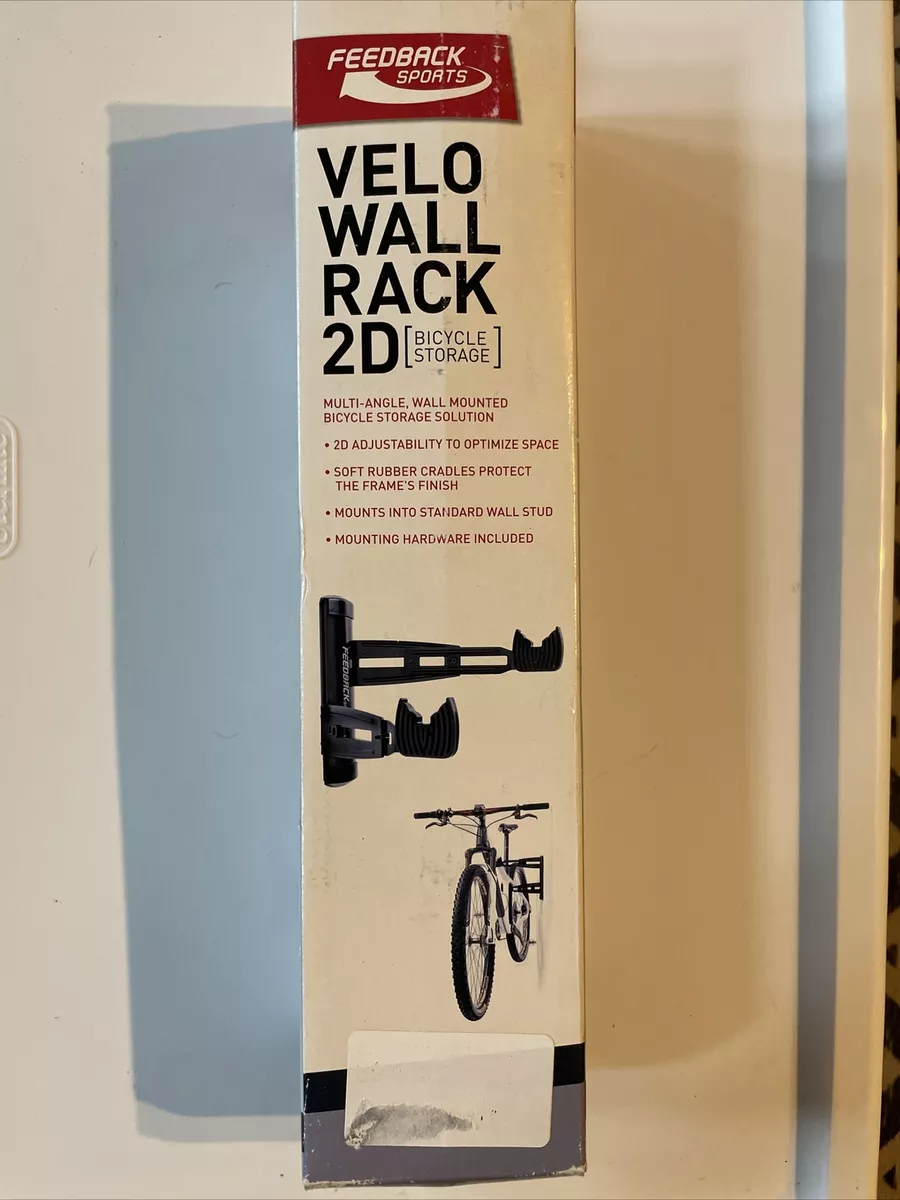 FEEDBACK
SPORTS
VELO
WALL
RACK
2D [BICYCLE
STORAGE]
MULTI-ANGLE, WALL MOUNTED
BICYCLE STORAGE SOLUTION
• 2D ADJUSTABILITY TO OPTIMIZE SPACE
• SOFT RUBBER CRADLES PROTECT
THE FRAME'S FINISH
• MOUNTS INTO STANDARD WALL STUD
• MOUNTING HARDWARE INCLUDED
FEEDBACK